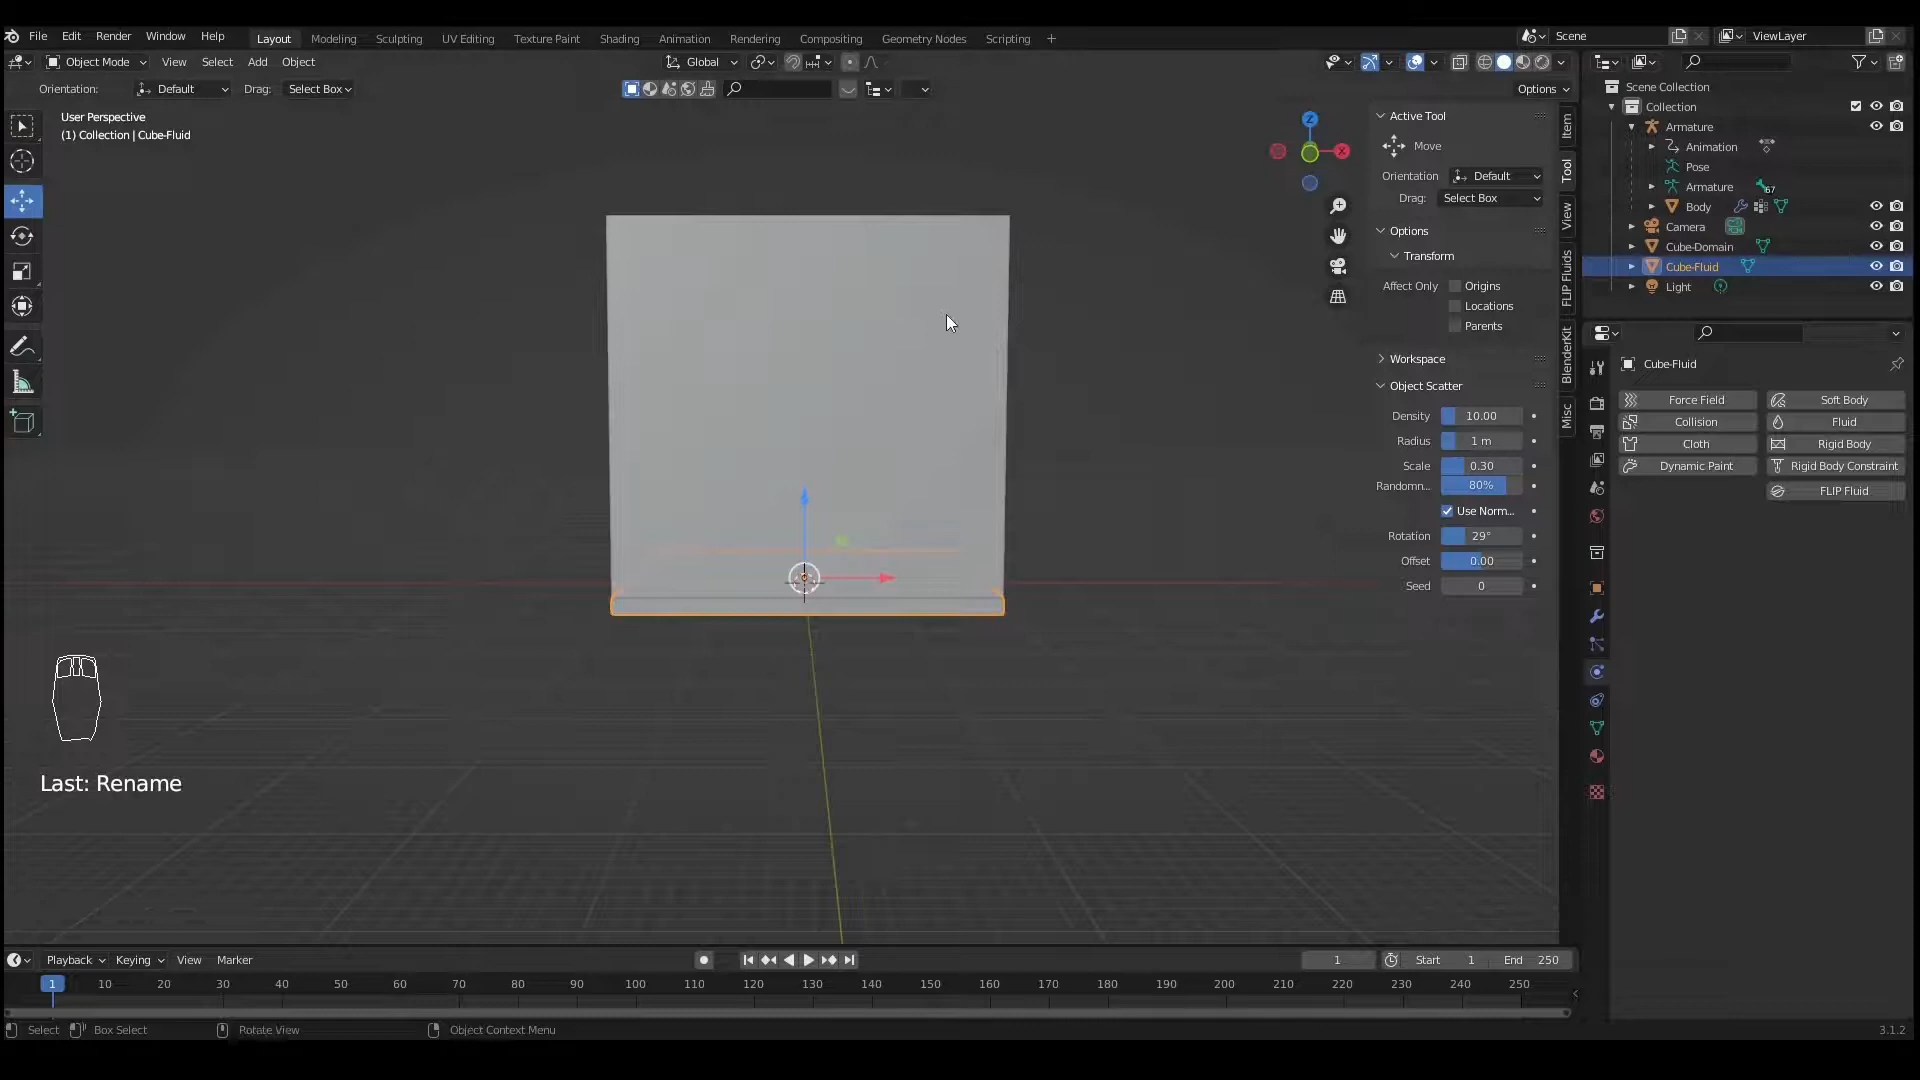 File Edit Render Window Help Layout Modeling Sculpting UV Editing Texture Paint Shading Animation Rendering Compositing Geometry Nodes Scripting + Scene ViewLayer
Object Mode View Select Add Object Global
Orientation: Default Drag: Select Box Options
User Perspective
(1) Collection | Cube-Fluid
Z
X
Active Tool
Move
Orientation Default
Drag: Select Box
Options
Transform
Affect Only Origins
Locations
Parents
Workspace
Object Scatter
Density 10.00
Radius 1 m
Scale 0.30
Randomn... 80%
Use Norm...
Rotation 29°
Offset 0.00
Seed 0
Item
Tool
View
FLIP Fluids
BlenderKit
Misc
Scene Collection
Collection
Armature
Animation
Pose
Armature 67
Body
Camera
Cube-Domain
Cube-Fluid
Light
Cube-Fluid
Force Field Soft Body
Collision Fluid
Cloth Rigid Body
Dynamic Paint Rigid Body Constraint
FLIP Fluid
Last: Rename
Playback Keying View Marker 1 Start 1 End 250
1 10 20 30 40 50 60 70 80 90 100 110 120 130 140 150 160 170 180 190 200 210 220 230 240 250
Select Box Select Rotate View Object Context Menu 3.1.2